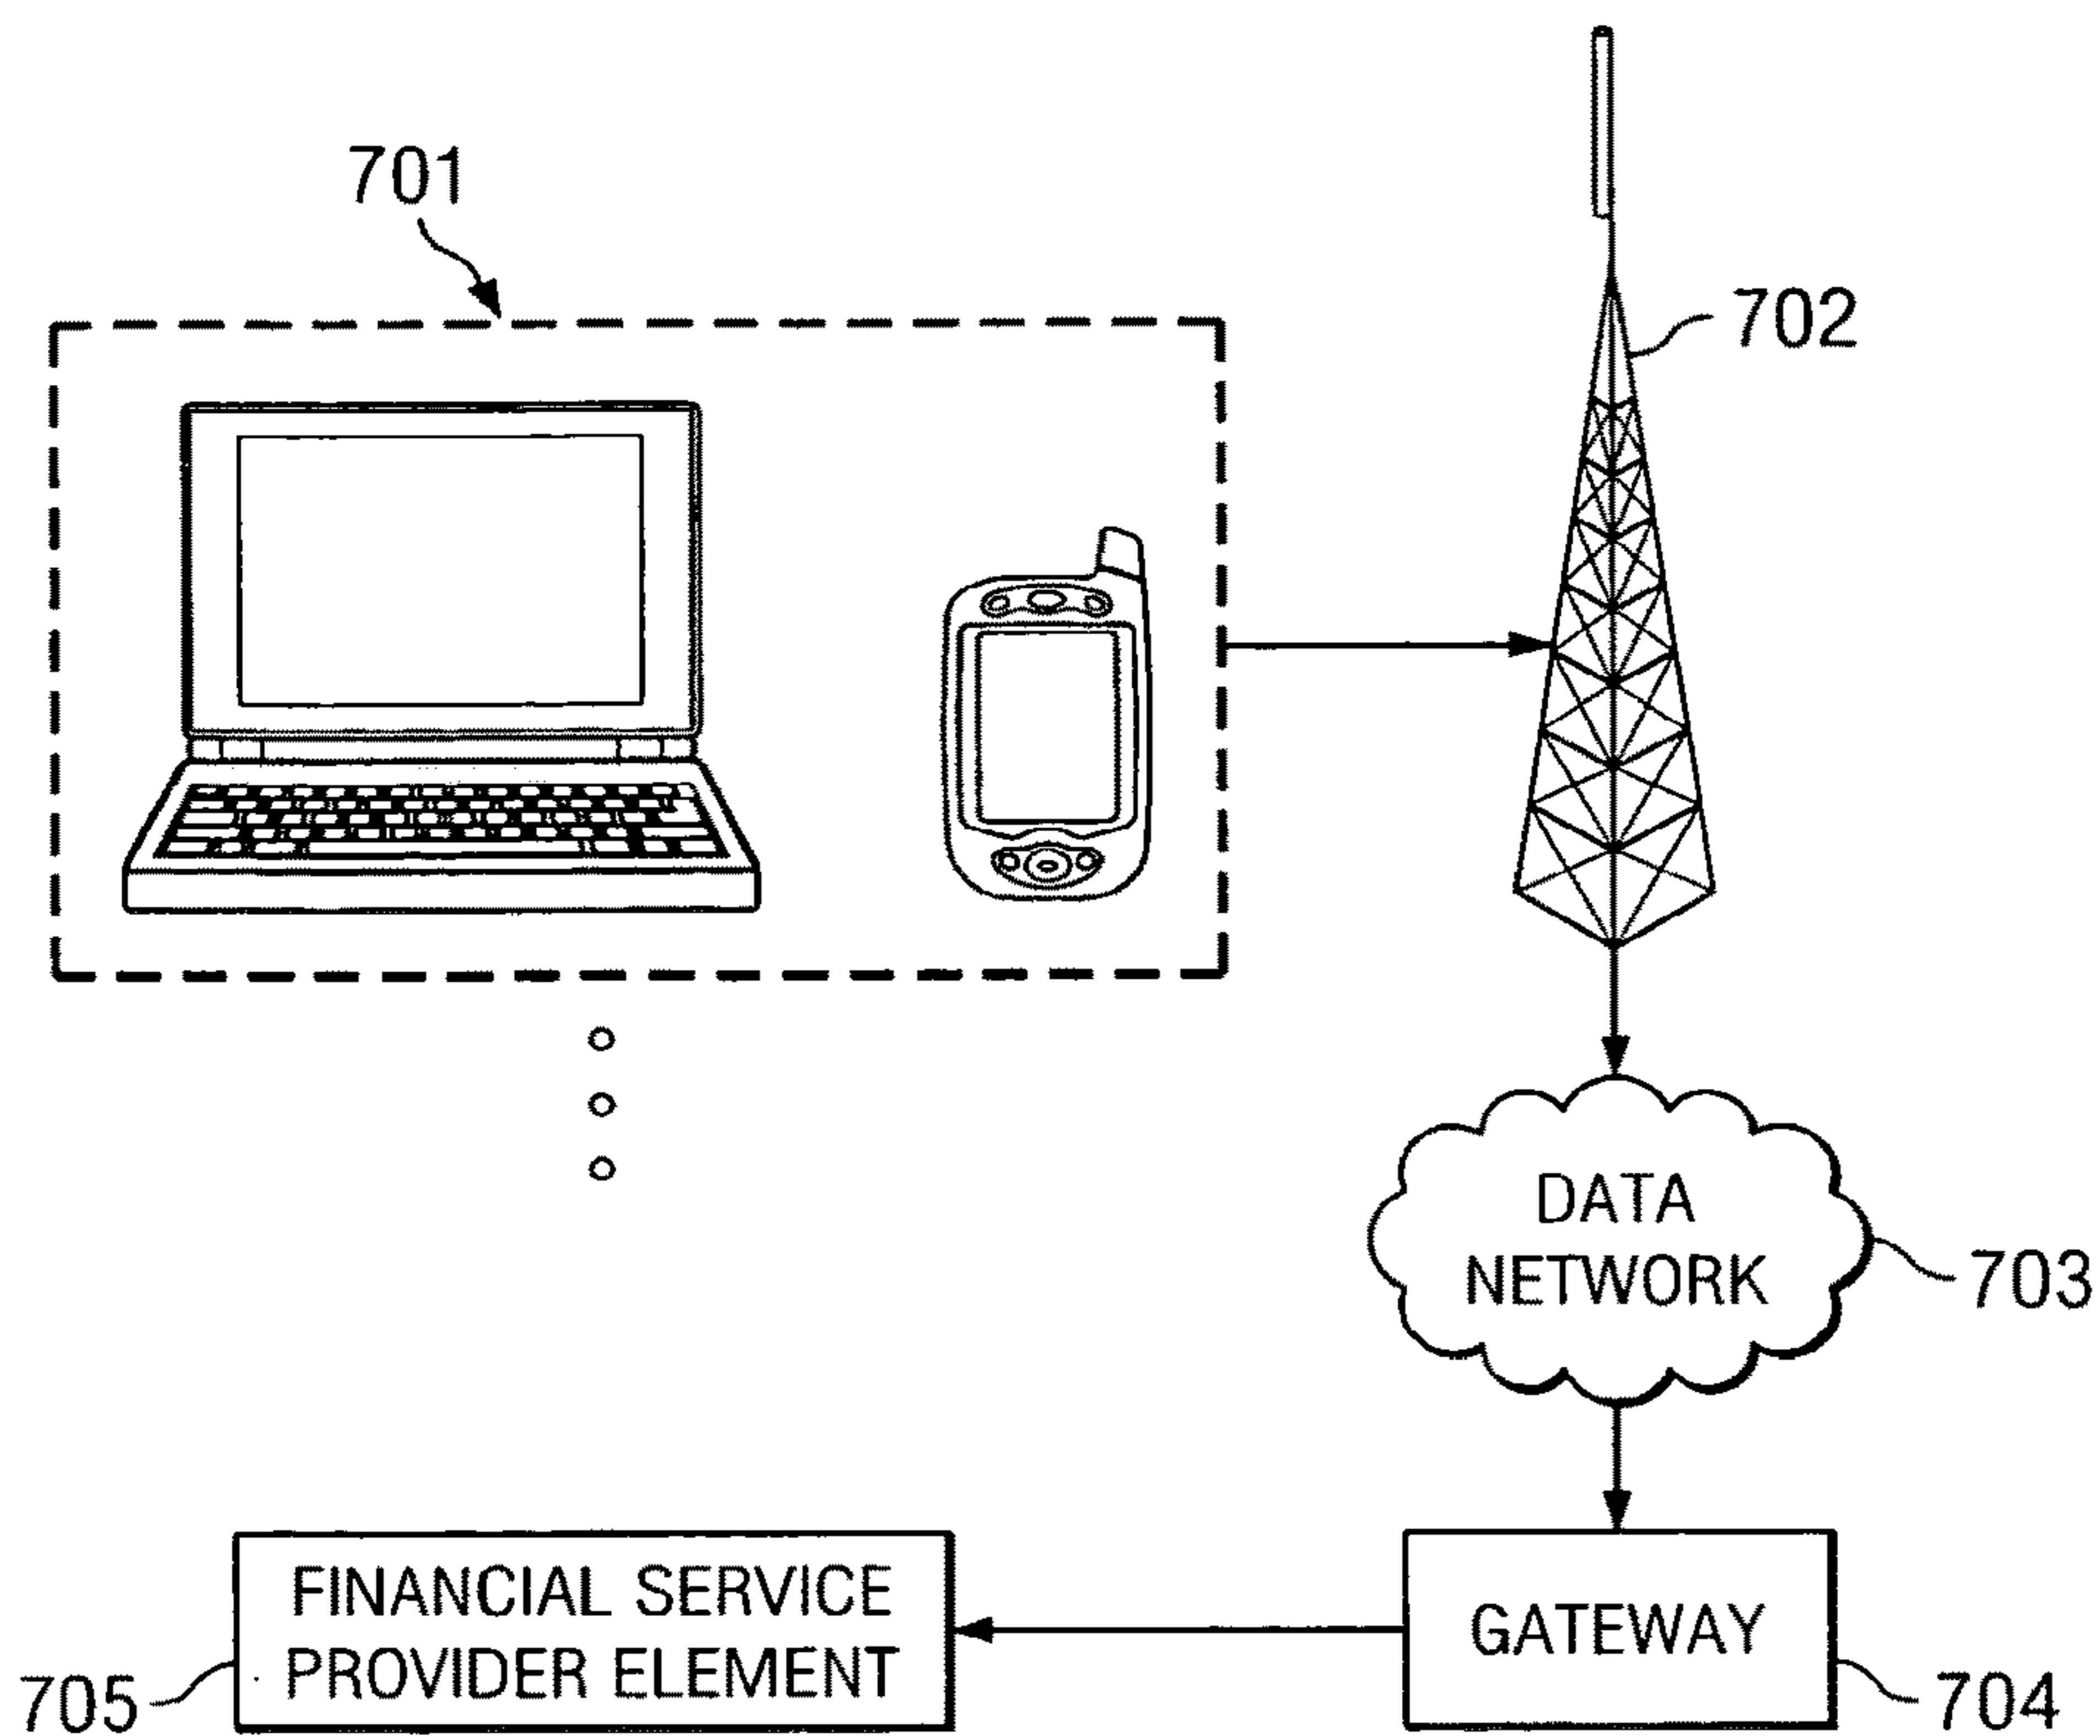 701
702
DATA
NETWORK
703
FINANCIAL SERVICE
PROVIDER ELEMENT
705
GATEWAY
704